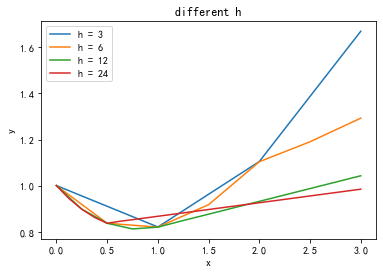 different h
h = 3
h = 6
h = 12
h = 24
1.6
1.4
1.2
1.0
0.8
y
0.0 0.5 1.0 1.5 2.0 2.5 3.0
x